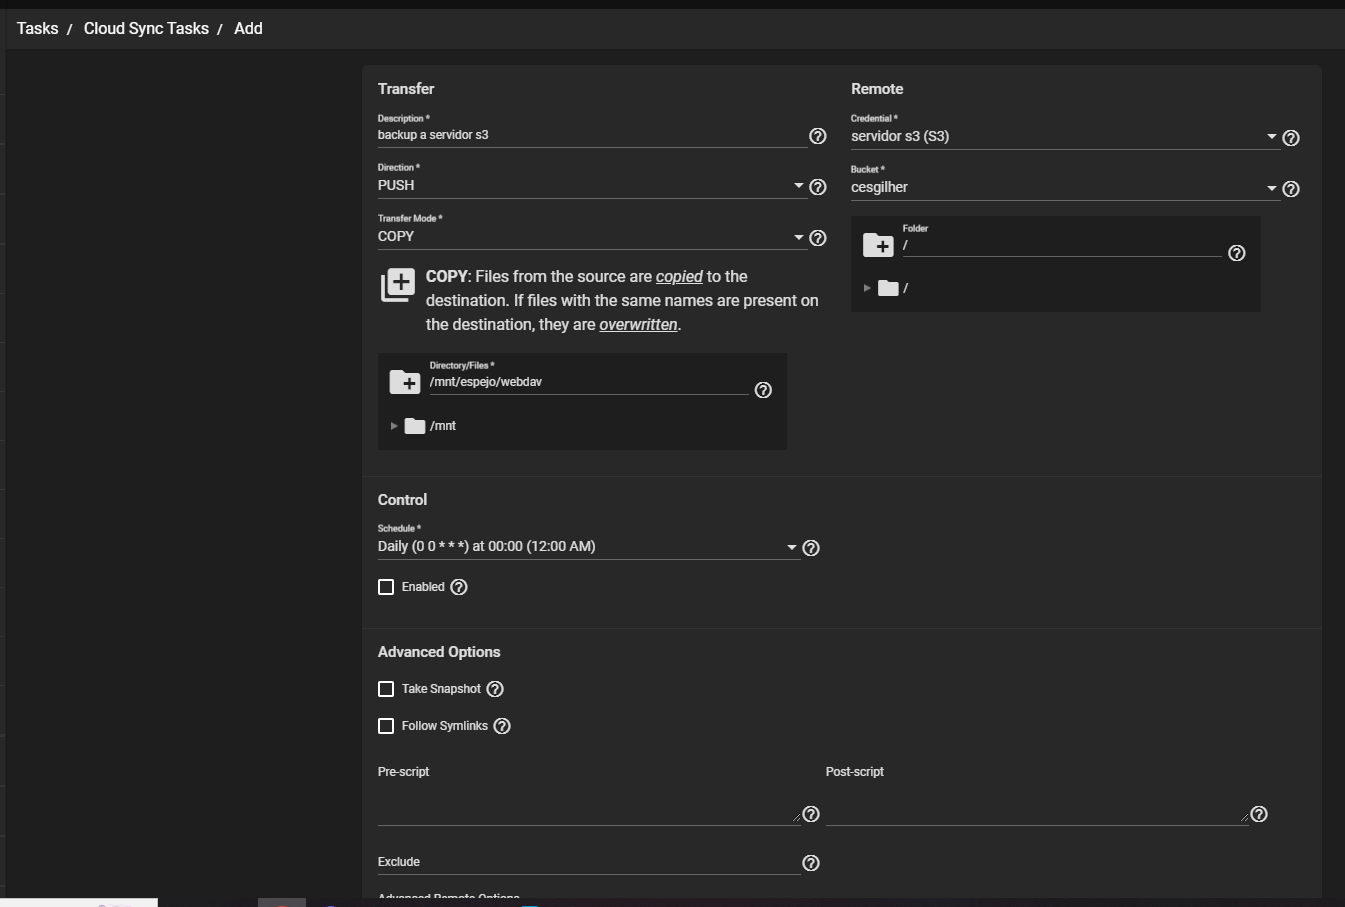 Tasks / Cloud Sync Tasks / Add
Transfer
Description *
backup a servidor s3
Direction *
PUSH
Transfer Mode *
COPY
COPY: Files from the source are copied to the
destination. If files with the same names are present on
the destination, they are overwritten.
Directory/Files *
/mnt/espejo/webdav
/mnt
Remote
Credential *
servidor s3 (S3)
Bucket *
cesgilher
Folder
/
/
Control
Schedule *
Daily (0 0 * * *) at 00:00 (12:00 AM)
Enabled
Advanced Options
Take Snapshot
Follow Symlinks
Pre-script
Post-script
Exclude
Advanced Remote Options